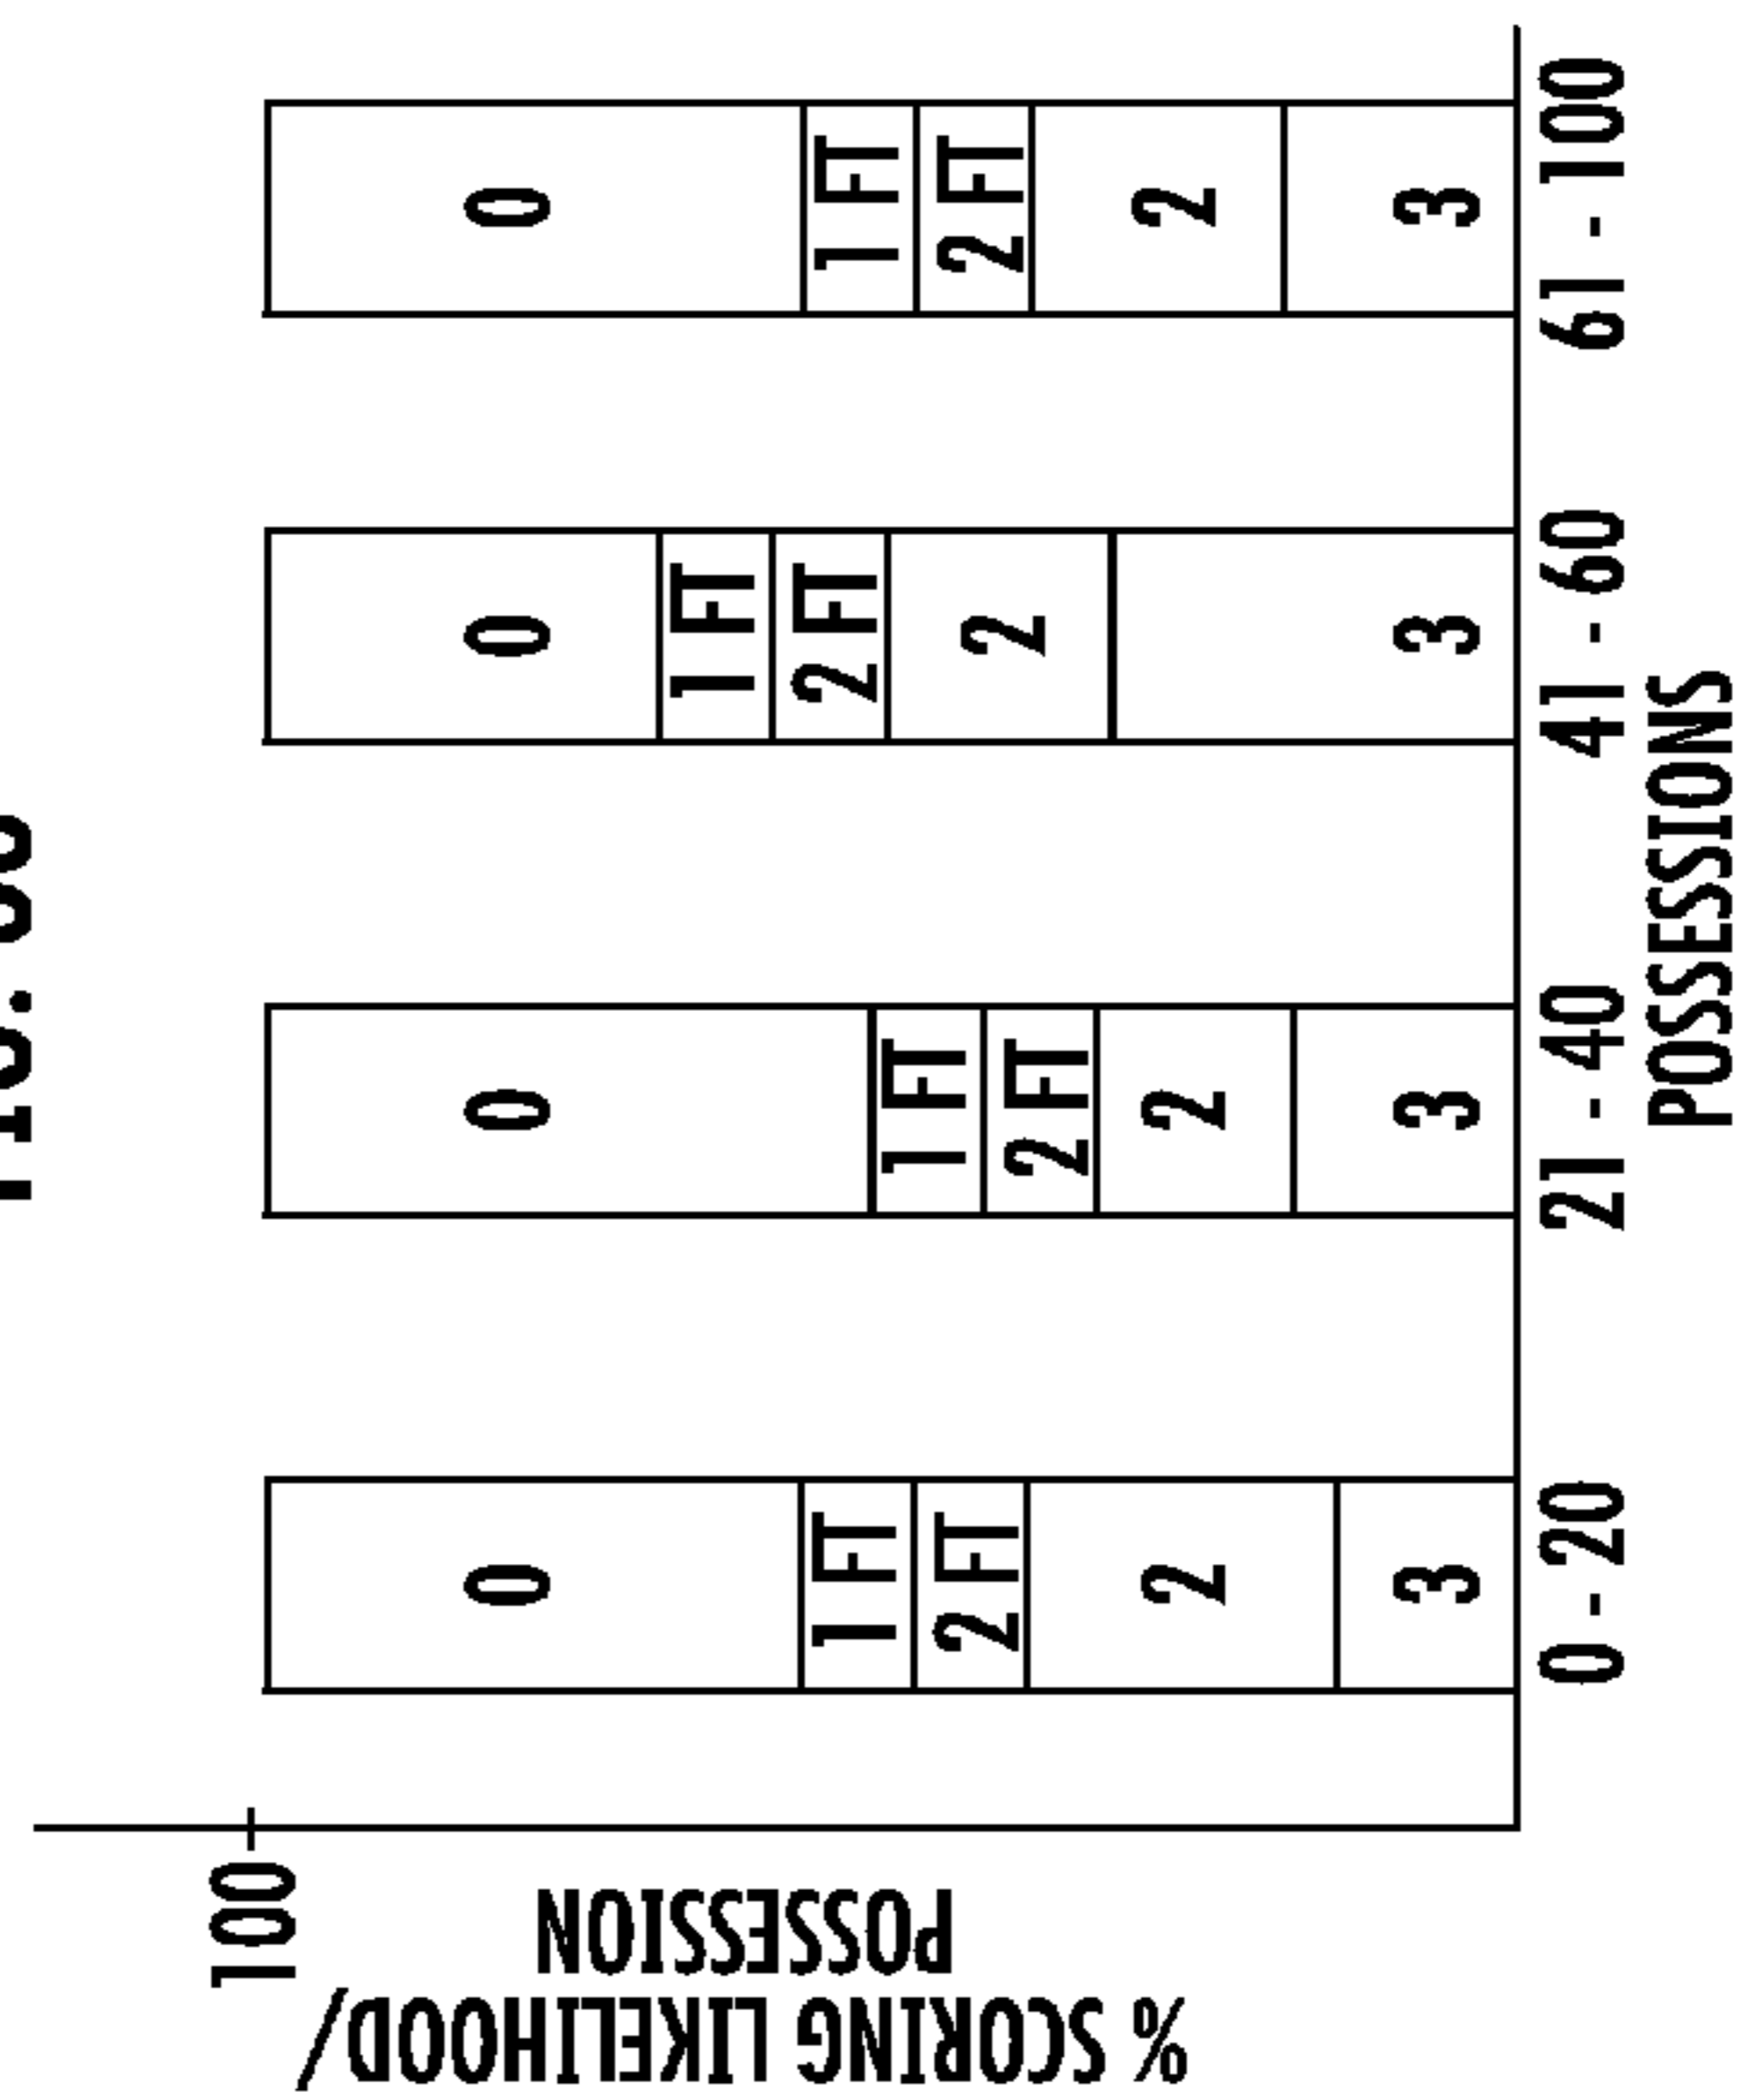 100
% SCORING LIKELIHOOD/
POSSESSION
0
1 FT
2 FT
2
3
0
1 FT
2 FT
2
3
0
1 FT
2 FT
2
3
0
1 FT
2 FT
2
3
0 - 20
21 - 40
41 - 60
61 - 100
POSSESSIONS